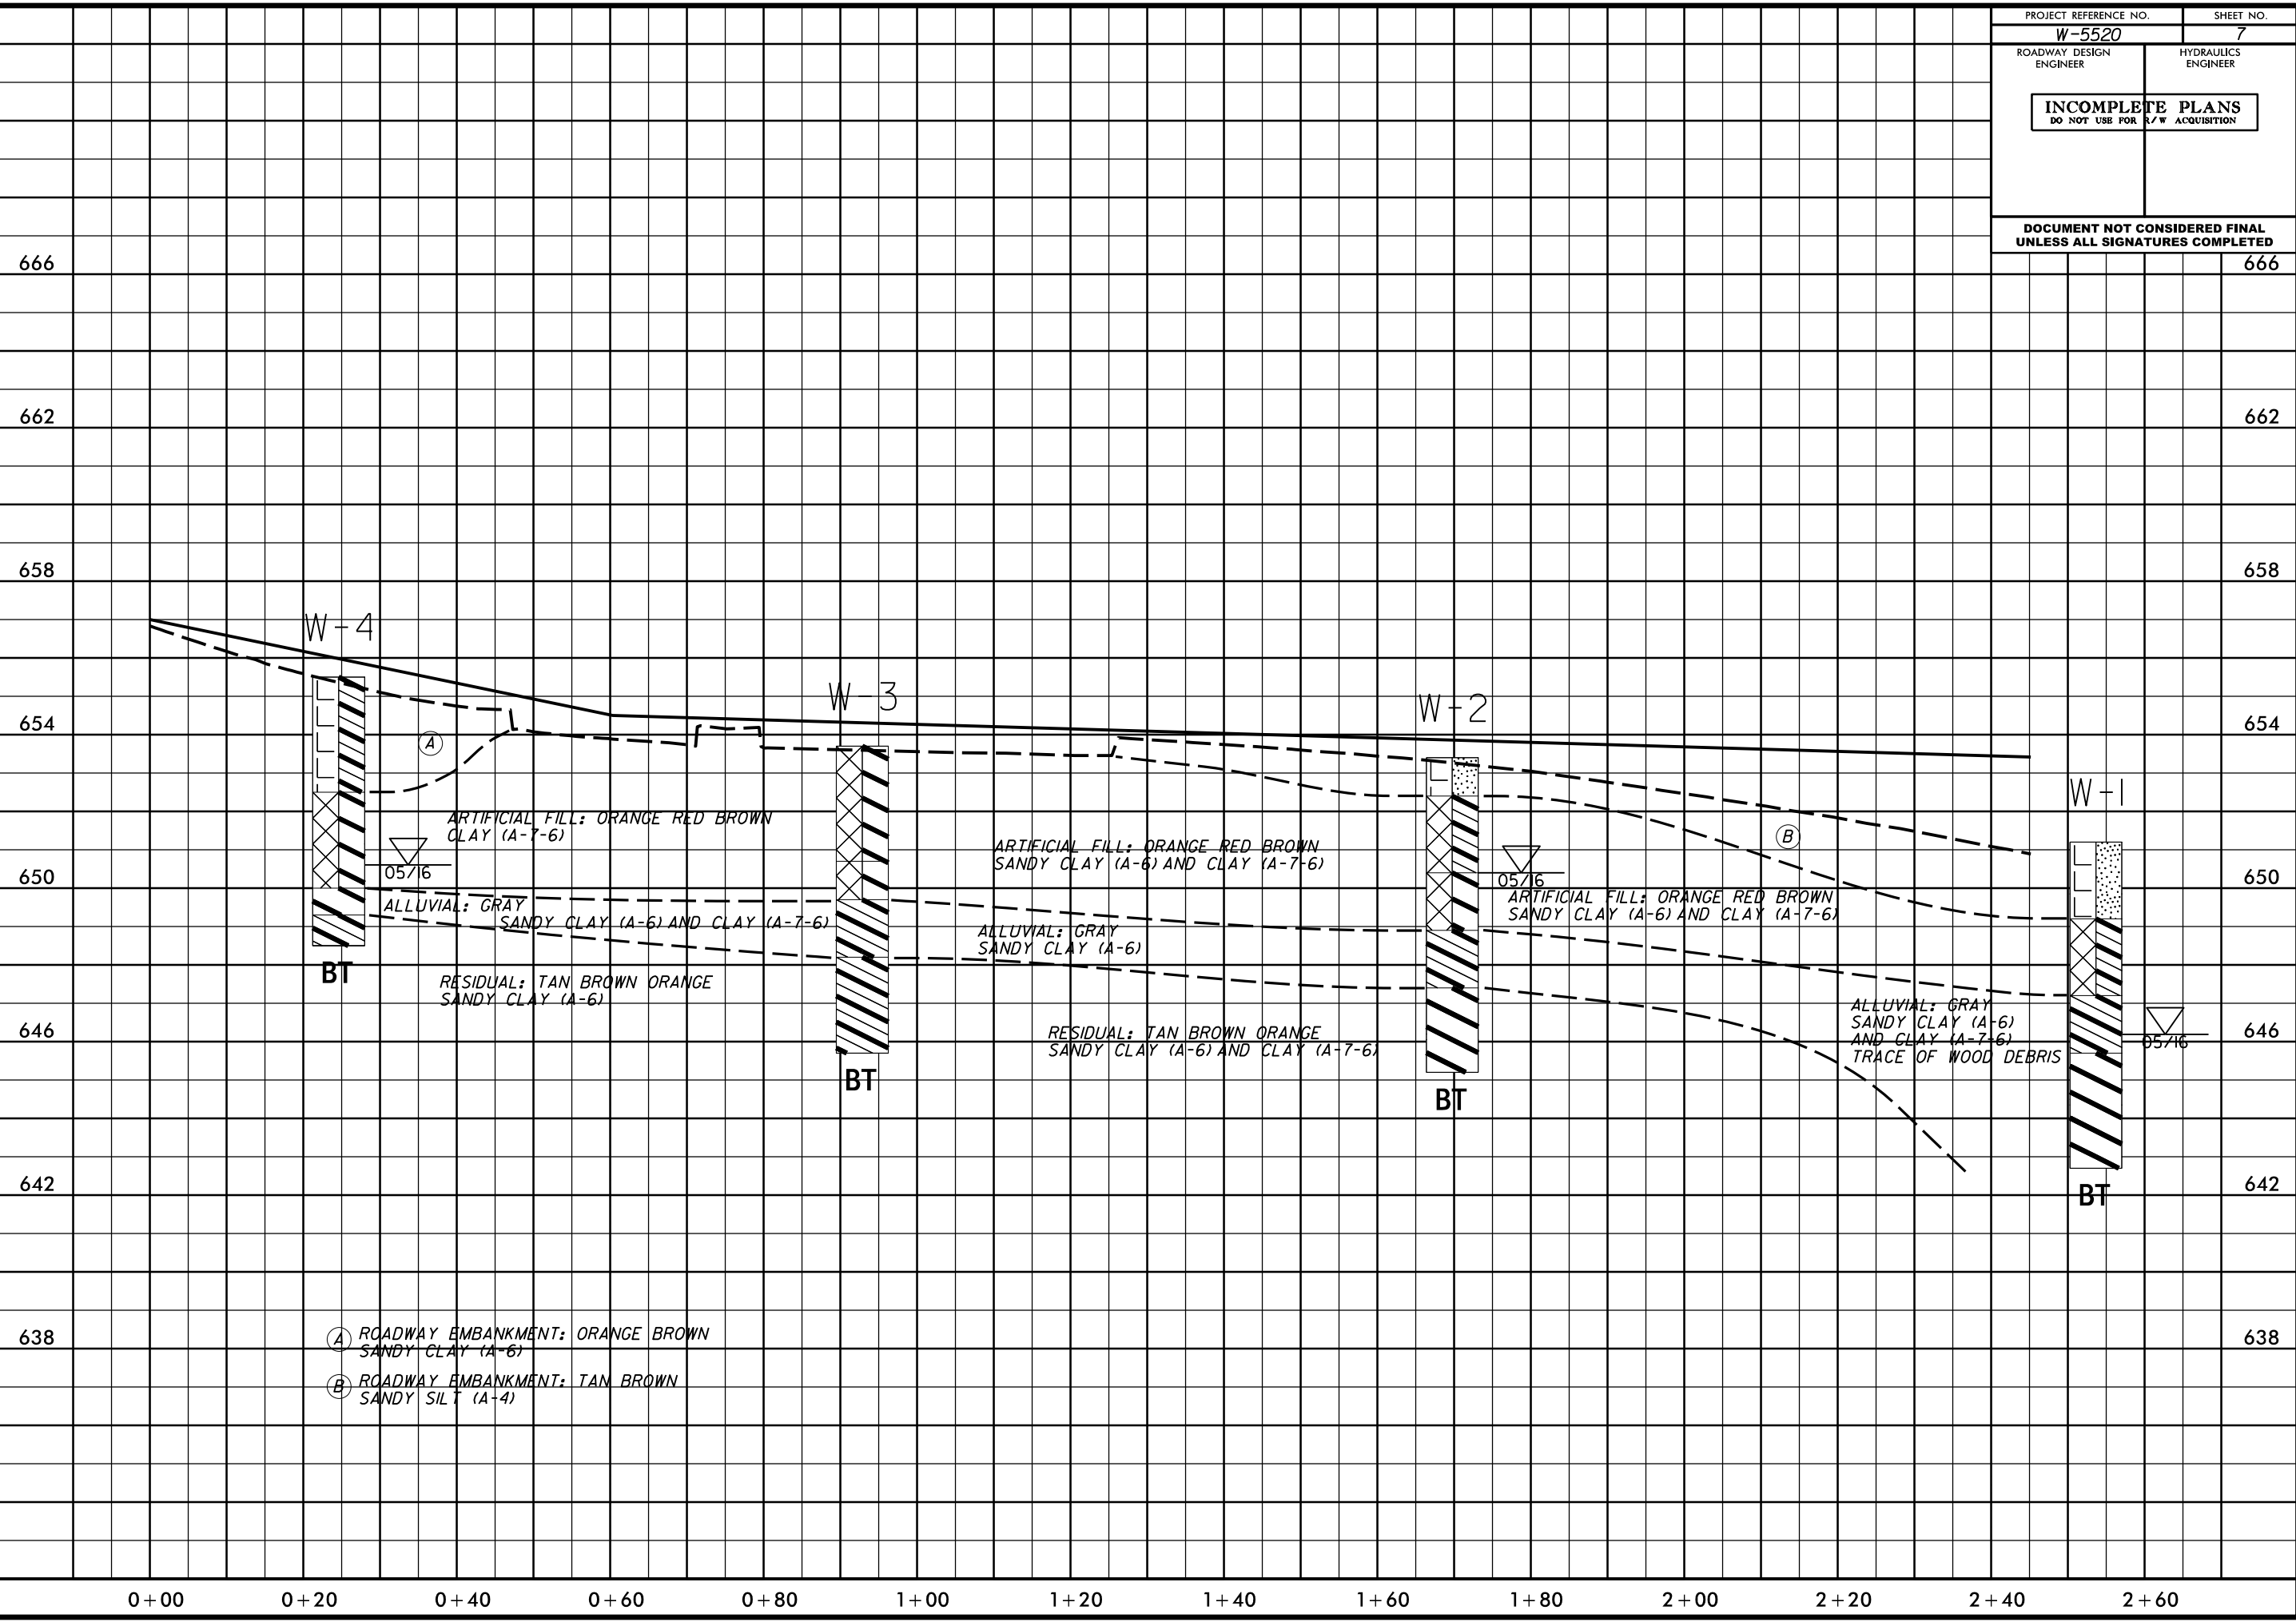 PROJECT REFERENCE NO. SHEET NO.
W-5520 7
ROADWAY DESIGN ENGINEER
HYDRAULICS ENGINEER
INCOMPLETE PLANS
DO NOT USE FOR R/W ACQUISITION
DOCUMENT NOT CONSIDERED FINAL
UNLESS ALL SIGNATURES COMPLETED
666 666
662 662
658 658
W-4
W-3
W-2
654 654
A
W-1
ARTIFICIAL FILL: ORANGE RED BROWN
CLAY (A-7-6)
B
ARTIFICIAL FILL: ORANGE RED BROWN
SANDY CLAY (A-6) AND CLAY (A-7-6)
05/16
05/16
650 650
ARTIFICIAL FILL: ORANGE RED BROWN
SANDY CLAY (A-6) AND CLAY (A-7-6)
ALLUVIAL: GRAY
SANDY CLAY (A-6) AND CLAY (A-7-6)
ALLUVIAL: GRAY
SANDY CLAY (A-6)
BT
RESIDUAL: TAN BROWN ORANGE
SANDY CLAY (A-6)
ALLUVIAL: GRAY
SANDY CLAY (A-6)
AND CLAY (A-7-6)
TRACE OF WOOD DEBRIS
646 646
05/16
RESIDUAL: TAN BROWN ORANGE
SANDY CLAY (A-6) AND CLAY (A-7-6)
BT
BT
642 642
BT
638 638
A ROADWAY EMBANKMENT: ORANGE BROWN
SANDY CLAY (A-6)
B ROADWAY EMBANKMENT: TAN BROWN
SANDY SILT (A-4)
0+00 0+20 0+40 0+60 0+80 1+00 1+20 1+40 1+60 1+80 2+00 2+20 2+40 2+60